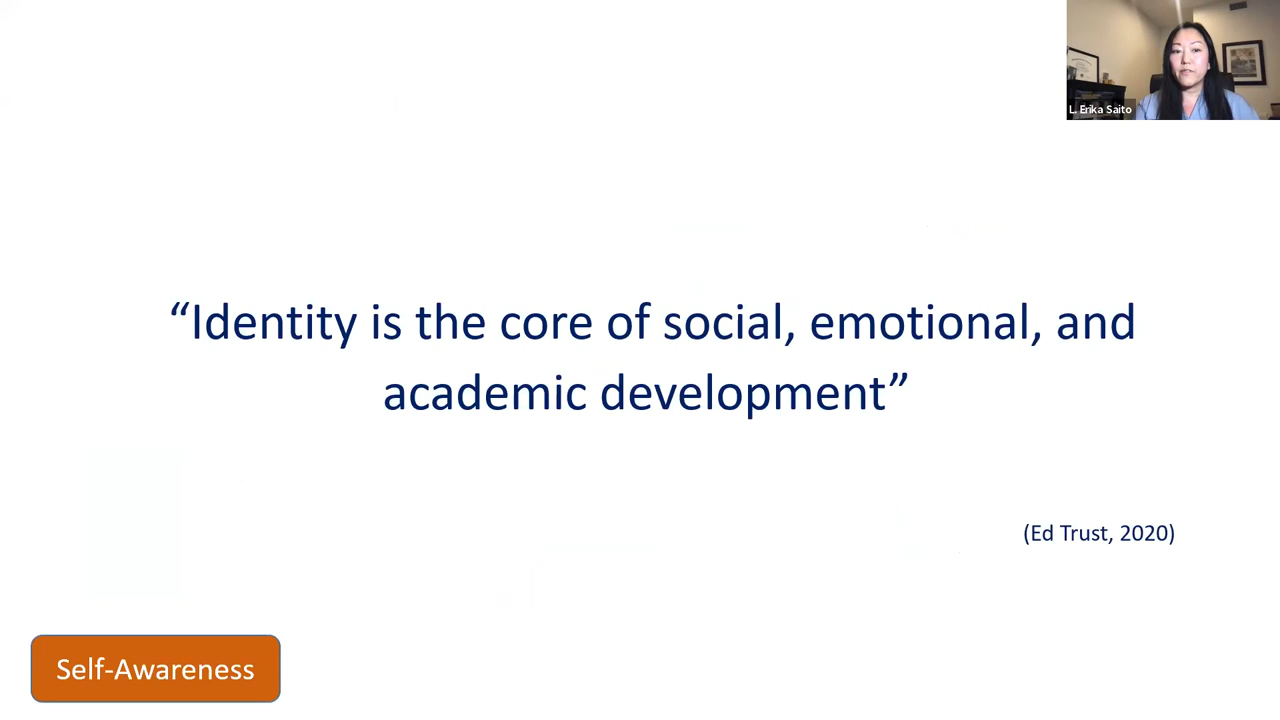 L. Erika Saito
“Identity is the core of social, emotional, and
academic development”
(Ed Trust, 2020)
Self-Awareness